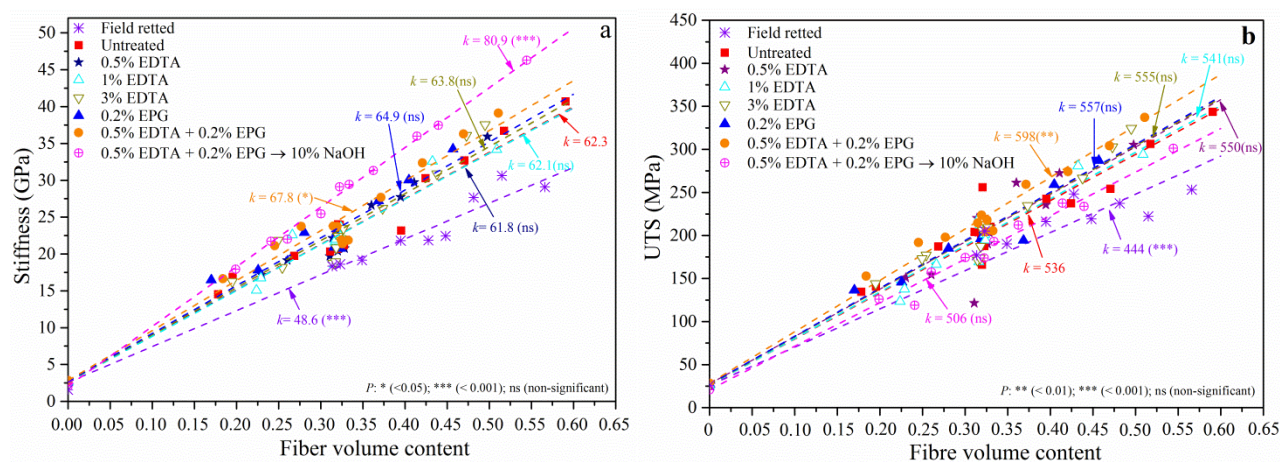 a
Field retted
Untreated
0.5% EDTA
1% EDTA
3% EDTA
0.2% EPG
0.5% EDTA + 0.2% EPG
0.5% EDTA + 0.2% EPG → 10% NaOH
k = 80.9 (***)
k = 63.8(ns)
k = 64.9 (ns)
k = 62.3
k = 62.1(ns)
k = 67.8 (*)
k = 61.8 (ns)
k= 48.6 (***)
P: * (<0.05); *** (< 0.001); ns (non-significant)
Stiffness (GPa)
50
45
40
35
30
25
20
15
10
5
0
0.00 0.05 0.10 0.15 0.20 0.25 0.30 0.35 0.40 0.45 0.50 0.55 0.60 0.65
Fiber volume content
b
Field retted
Untreated
0.5% EDTA
1% EDTA
3% EDTA
0.2% EPG
0.5% EDTA + 0.2% EPG
0.5% EDTA + 0.2% EPG → 10% NaOH
k = 541(ns)
k = 555(ns)
k = 557(ns)
k = 598(**)
k = 550(ns)
k = 444 (***)
k = 536
k = 506 (ns)
P: ** (< 0.01); *** (<0.001); ns (non-significant)
UTS (MPa)
450
400
350
300
250
200
150
100
50
0
0 0.05 0.10 0.15 0.20 0.25 0.30 0.35 0.40 0.45 0.50 0.55 0.60 0.65
Fibre volume content